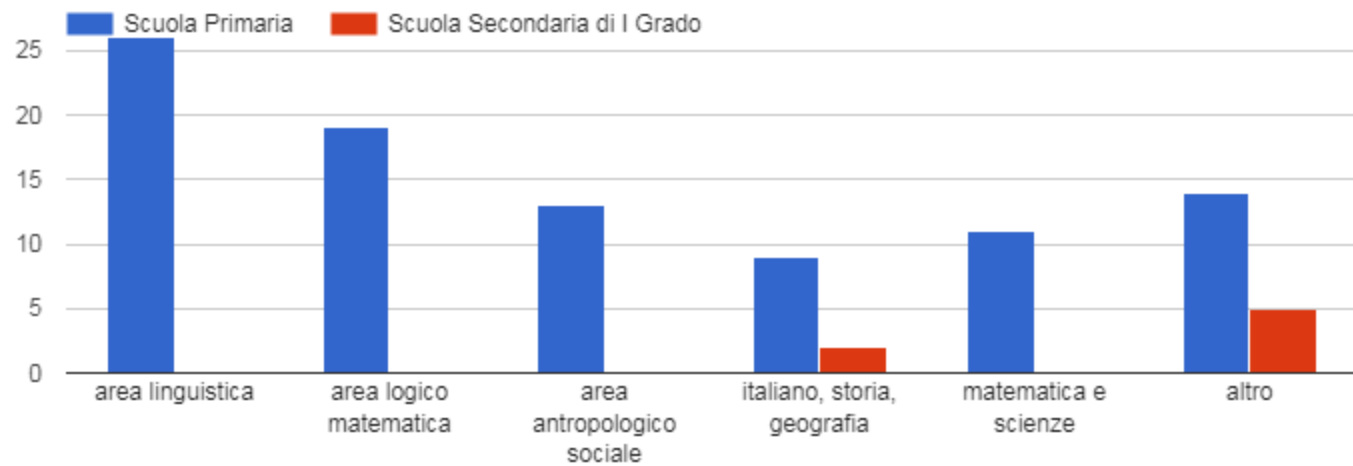 Scuola Primaria Scuola Secondaria di I Grado
25
20
15
10
5
0
area linguistica
area logico
matematica
area
antropologico
sociale
italiano, storia,
geografia
matematica e
scienze
altro